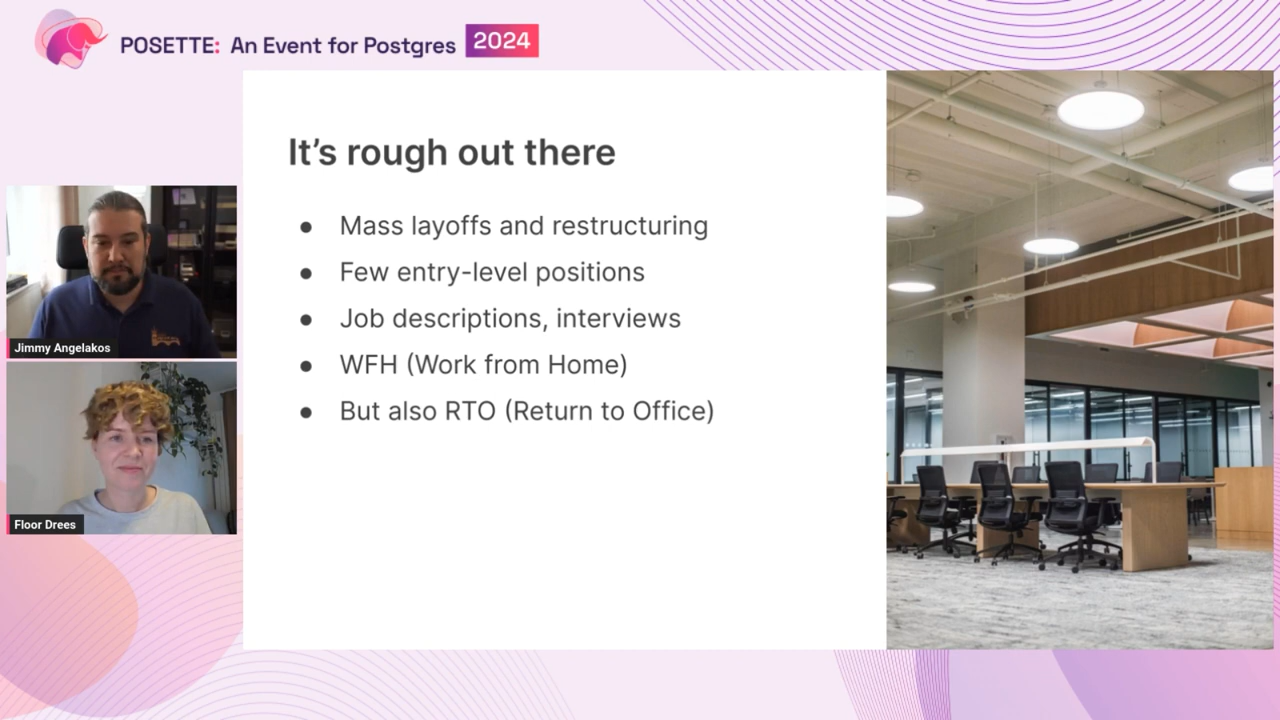 POSETTE: An Event for Postgres 2024
It’s rough out there
● Mass layoffs and restructuring
● Few entry-level positions
● Job descriptions, interviews
● WFH (Work from Home)
● But also RTO (Return to Office)
Jimmy Angelakos
Floor Drees